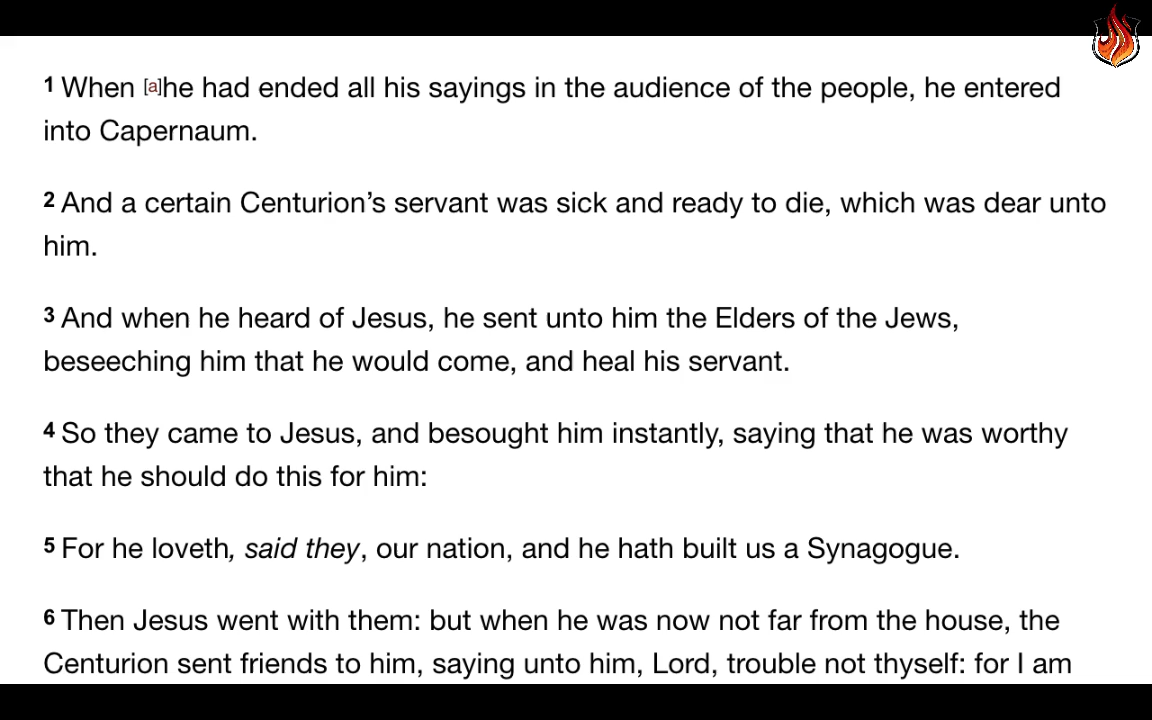 1 When [a]he had ended all his sayings in the audience of the people, he entered
into Capernaum.
2 And a certain Centurion’s servant was sick and ready to die, which was dear unto
him.
3 And when he heard of Jesus, he sent unto him the Elders of the Jews,
beseeching him that he would come, and heal his servant.
4 So they came to Jesus, and besought him instantly, saying that he was worthy
that he should do this for him:
5 For he loveth, said they, our nation, and he hath built us a Synagogue.
6 Then Jesus went with them: but when he was now not far from the house, the
Centurion sent friends to him, saying unto him, Lord, trouble not thyself: for I am